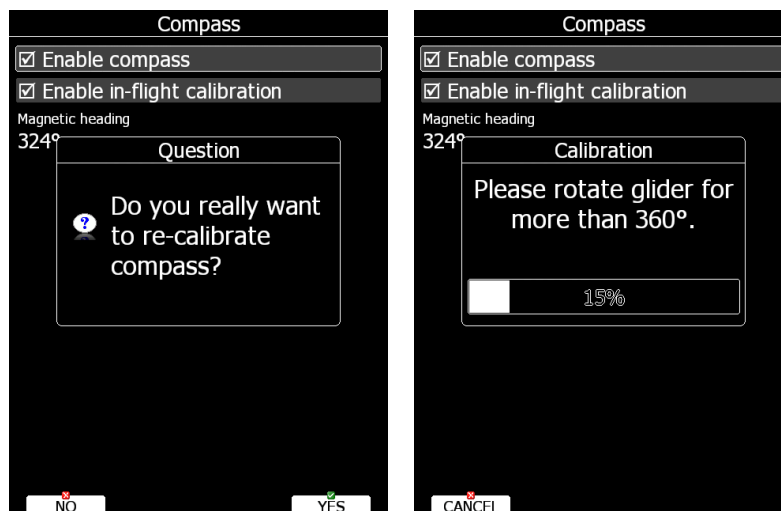 Compass
Enable compass
Enable in-flight calibration
Magnetic heading
324°
Question
Do you really want
to re-calibrate
compass?
NO
YES
Compass
Enable compass
Enable in-flight calibration
Magnetic heading
324°
Calibration
Please rotate glider for
more than 360°.
15%
CANCEL